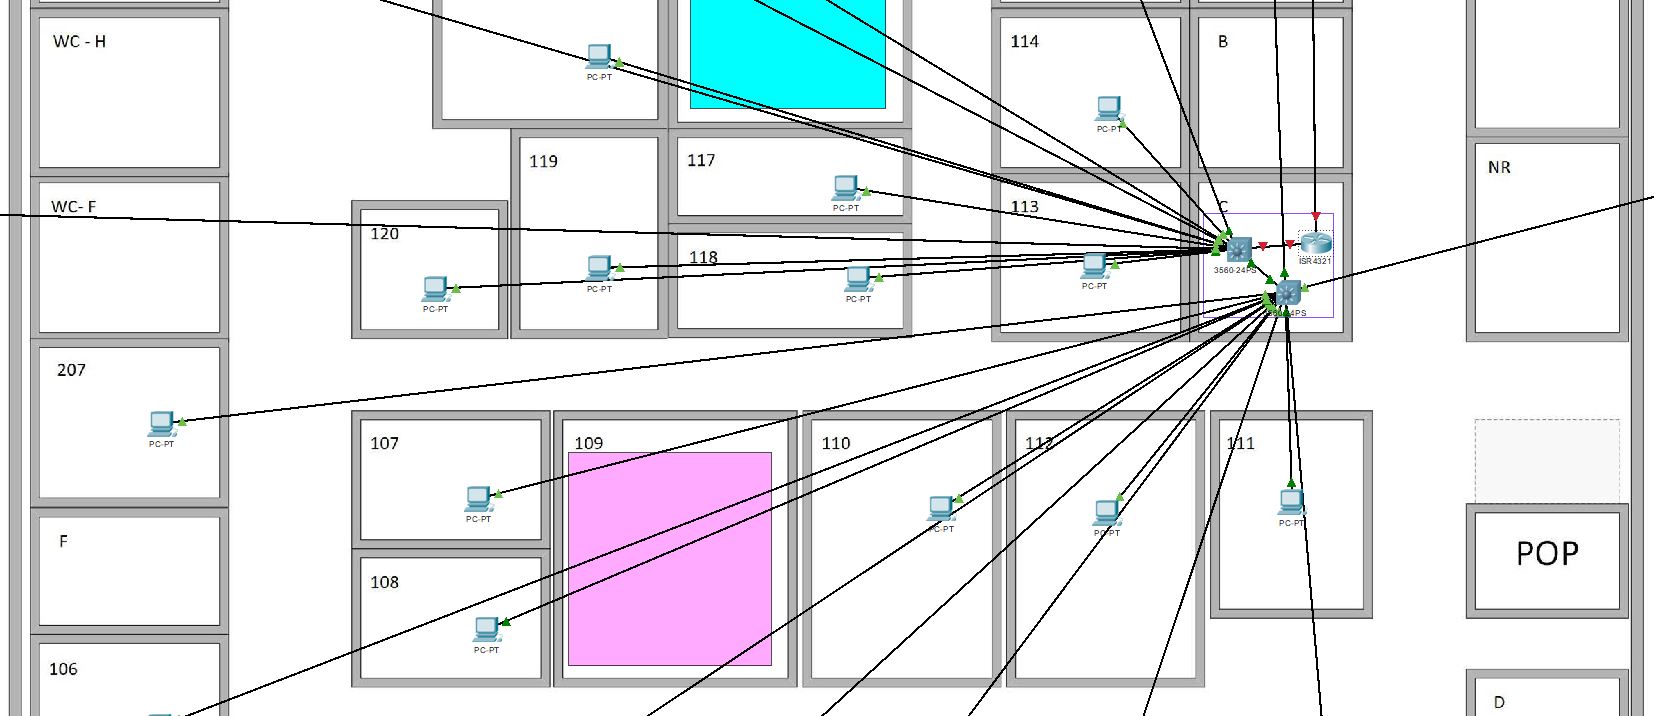 WC - H
114
B
PC-PT
PC-PT
119
117
NR
WC- F
PC-PT
113
C
120
118
ISR4321
3560-24PS
PC-PT
PC-PT
PC-PT
PC-PT
207
PC-PT
107
109
110
112
111
PC-PT
PC-PT
PC-PT
PC-PT
F
POP
108
PC-PT
106
D